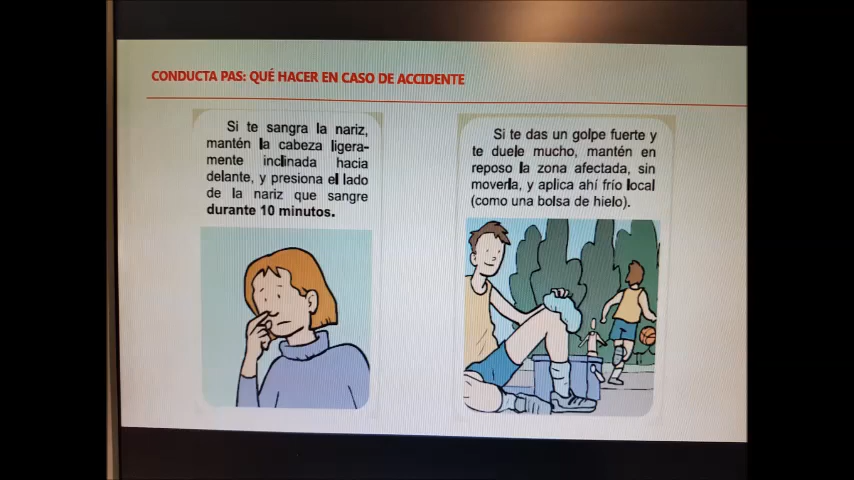 CONDUCTA PAS: QUÉ HACER EN CASO DE ACCIDENTE
Si te sangra la nariz,
mantén la cabeza ligera-
mente inclinada hacia
delante, y presiona el lado
de la nariz que sangre
durante 10 minutos.
Si te das un golpe fuerte y
te duele mucho, mantén en
reposo la zona afectada, sin
moverla, y aplica ahí frío local
(como una bolsa de hielo).